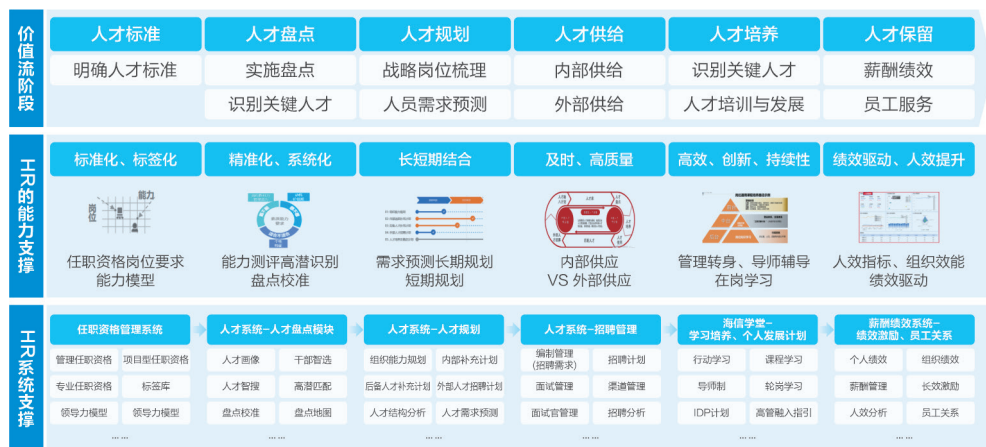 价值流阶段
人才标准
人才盘点
人才规划
人才供给
人才培养
人才保留
明确人才标准
实施盘点
战略岗位梳理
内部供给
识别关键人才
薪酬绩效
识别关键人才
人员需求预测
外部供给
人才培训与发展
员工服务
HR的能力支撑
标准化、标签化
精准化、系统化
长短期结合
及时、高质量
高效、创新、持续性
绩效驱动、人效提升
岗位
能力
任职资格岗位要求
能力模型
能力测评高潜识别
盘点校准
需求预测长期规划
短期规划
内部供应
VS 外部供应
管理转身、导师辅导
在岗学习
人效指标、组织效能
绩效驱动
HR系统支撑
任职资格管理系统
人才系统-人才盘点模块
人才系统-人才规划
人才系统-招聘管理
海信学堂-
学习培养、个人发展计划
薪酬绩效系统-
绩效激励、员工关系
管理任职资格
项目型任职资格
人才画像
干部智选
组织能力规划
内部补充计划
编制管理
(招聘需求)
招聘计划
行动学习
课程学习
个人绩效
组织绩效
专业任职资格
标签库
人才智搜
高潜匹配
后备人才补充计划
外部人才招聘计划
面试管理
渠道管理
导师制
轮岗学习
薪酬管理
长效激励
领导力模型
领导力模型
盘点校准
盘点地图
人才结构分析
人才需求预测
面试官管理
招聘分析
IDP计划
高管融入指引
人效分析
员工关系
……
……
……
……
……
……